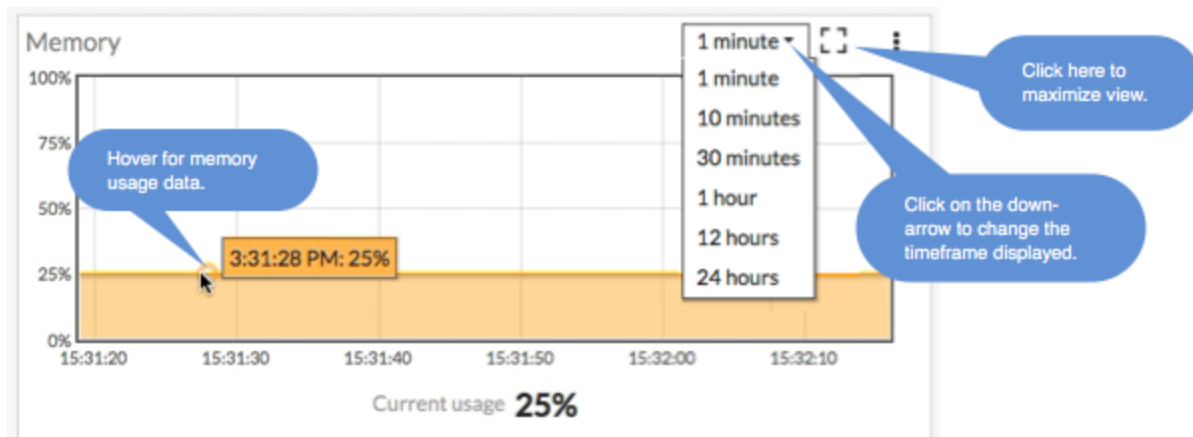 Memory
1 minute
1 minute
10 minutes
30 minutes
1 hour
12 hours
24 hours
Click here to
maximize view.
Click on the down-
arrow to change the
timeframe displayed.
Hover for memory
usage data.
3:31:28 PM: 25%
100%
75%
50%
25%
0%
15:31:20 15:31:30 15:31:40 15:31:50 15:32:00 15:32:10
Current usage 25%